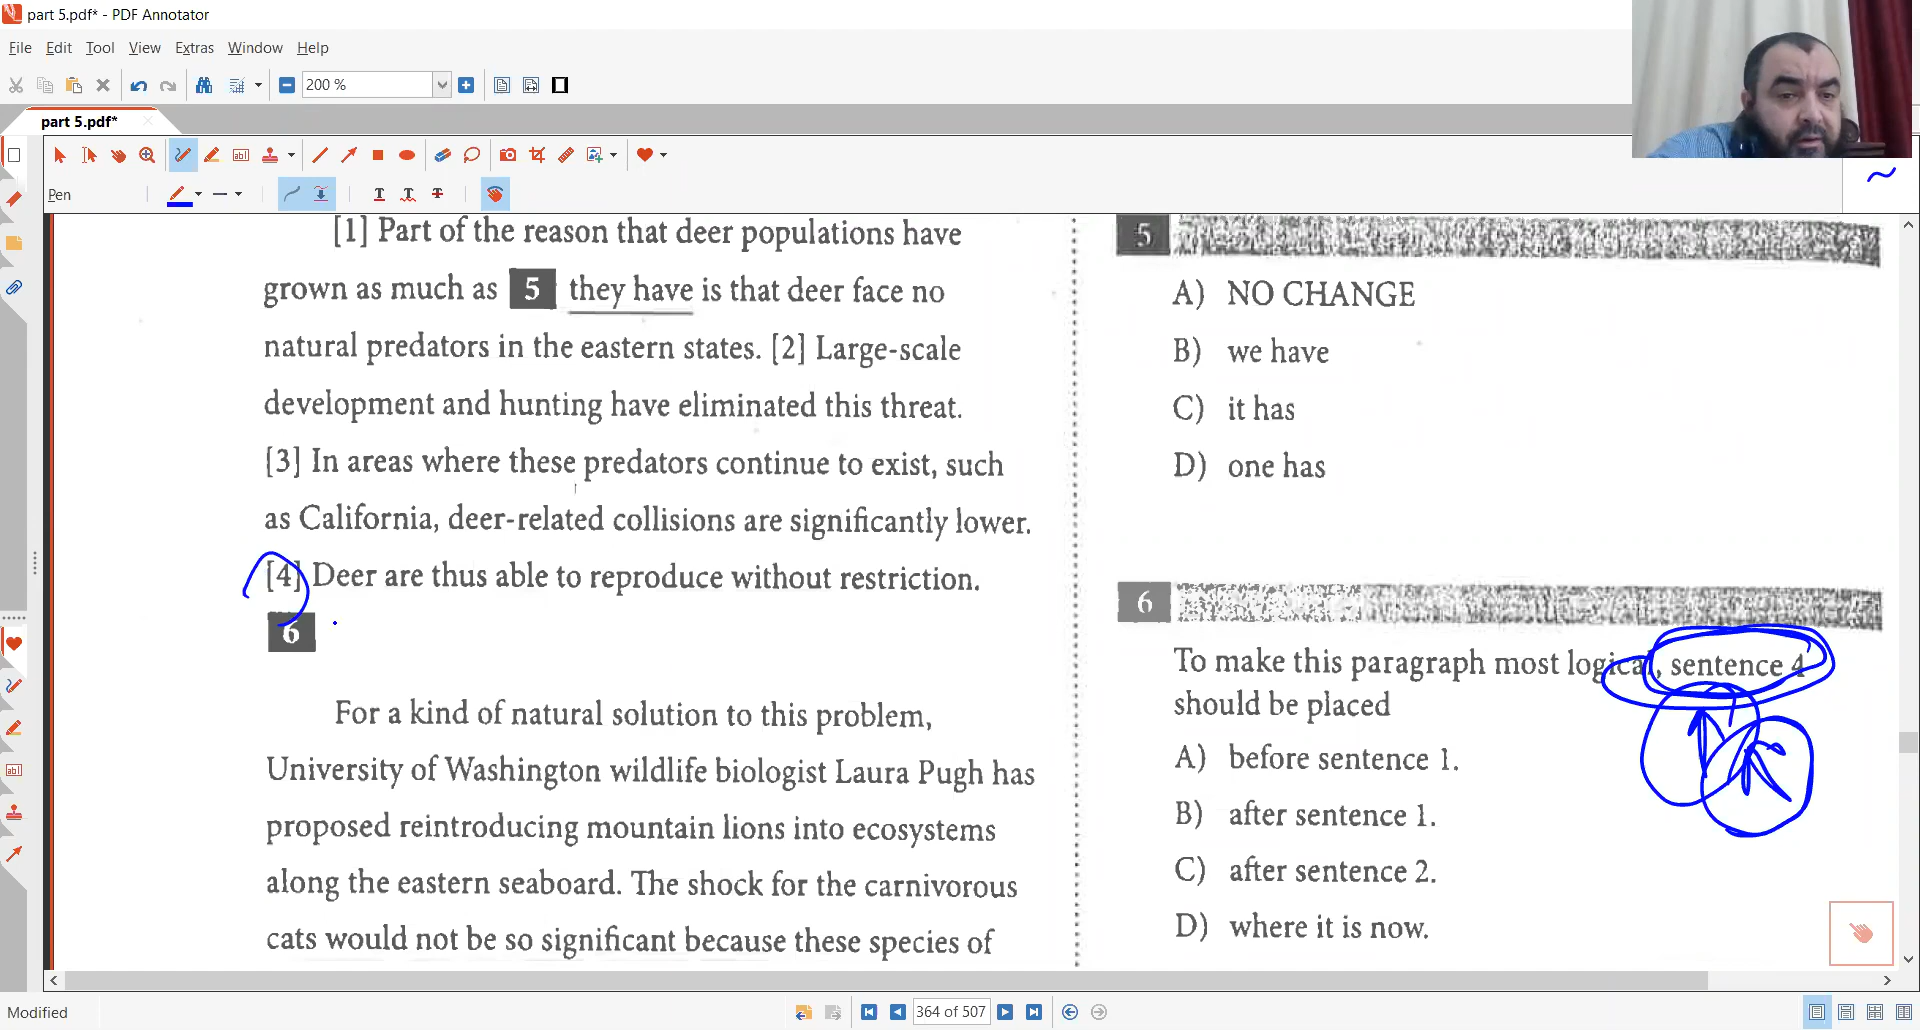 part 5.pdf* - PDF Annotator
File Edit Tool View Extras Window Help
200 %
part 5.pdf*
Pen
[1] Part of the reason that deer populations have
grown as much as 5 they have is that deer face no
natural predators in the eastern states. [2] Large-scale
development and hunting have eliminated this threat.
[3] In areas where these predators continue to exist, such
as California, deer-related collisions are significantly lower.
[4] Deer are thus able to reproduce without restriction.
6
For a kind of natural solution to this problem,
University of Washington wildlife biologist Laura Pugh has
proposed reintroducing mountain lions into ecosystems
along the eastern seaboard. The shock for the carnivorous
cats would not be so significant because these species of
5
A) NO CHANGE
B) we have
C) it has
D) one has
6
To make this paragraph most logical, sentence 4
should be placed
A) before sentence 1.
B) after sentence 1.
C) after sentence 2.
D) where it is now.
Modified
364 of 507